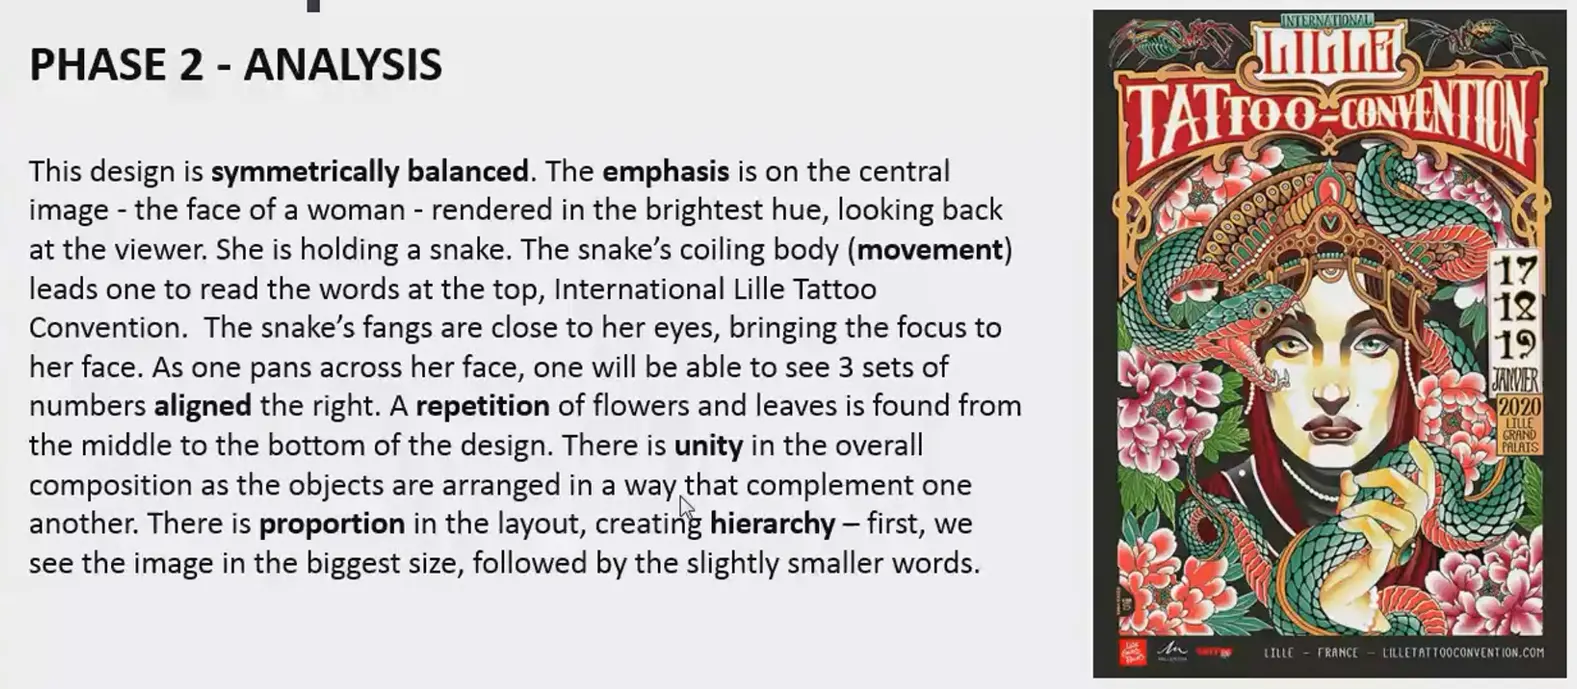 PHASE 2 - ANALYSIS
This design is symmetrically balanced. The emphasis is on the central
image - the face of a woman - rendered in the brightest hue, looking back
at the viewer. She is holding a snake. The snake’s coiling body (movement)
leads one to read the words at the top, International Lille Tattoo
Convention.  The snake’s fangs are close to her eyes, bringing the focus to
her face. As one pans across her face, one will be able to see 3 sets of
numbers aligned the right. A repetition of flowers and leaves is found from
the middle to the bottom of the design. There is unity in the overall
composition as the objects are arranged in a way that complement one
another. There is proportion in the layout, creating hierarchy – first, we
see the image in the biggest size, followed by the slightly smaller words.
INTERNATIONAL
LILLE
TATTOO-CONVENTION
17
18
19
JANVIER
2020
LILLE
GRAND
PALAIS
LILLE – FRANCE – LILLETATTOOCONVENTION.COM